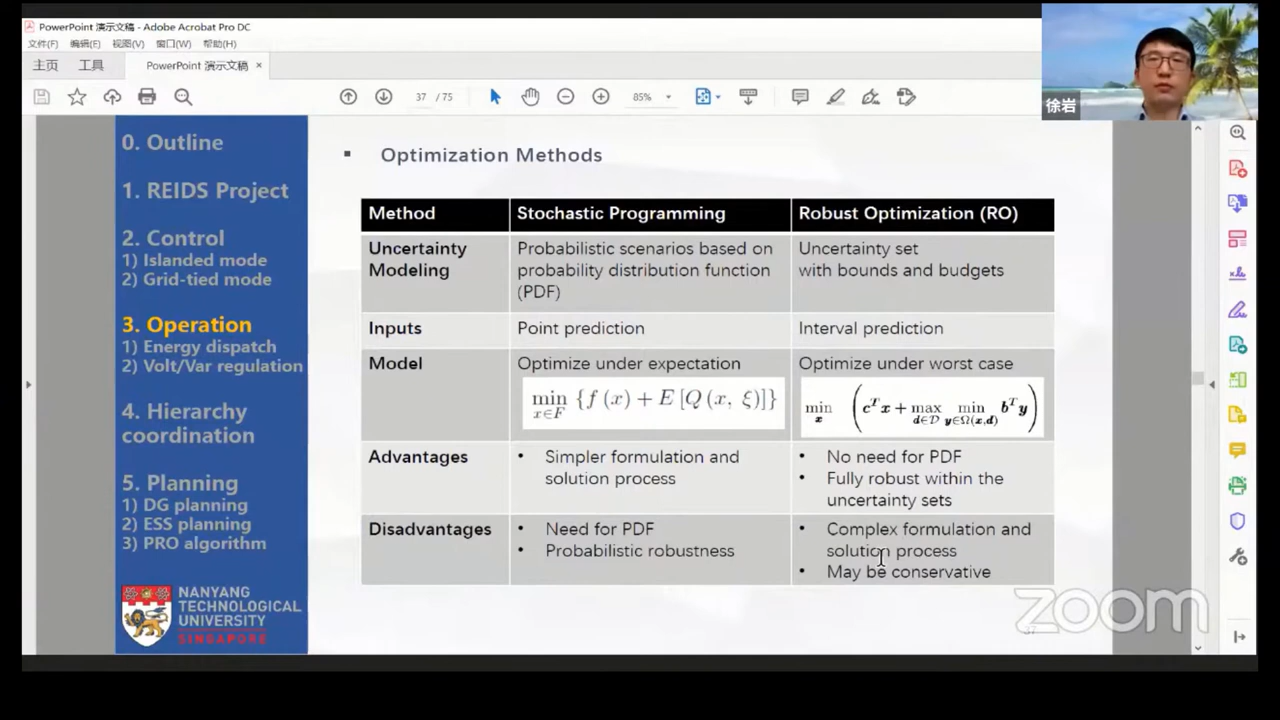 PowerPoint 演示文稿 - Adobe Acrobat Pro DC
文件(F) 编辑(E) 视图(V) 窗口(W) 帮助(H)
主页 工具 PowerPoint 演示文稿 ×
37 / 75 85%
徐岩
0. Outline
1. REIDS Project
2. Control
1) Islanded mode
2) Grid-tied mode
3. Operation
1) Energy dispatch
2) Volt/Var regulation
4. Hierarchy
coordination
5. Planning
1) DG planning
2) ESS planning
3) PRO algorithm
NANYANG
TECHNOLOGICAL
UNIVERSITY
SINGAPORE
▪ Optimization Methods
Method Stochastic Programming Robust Optimization (RO)
Uncertainty Modeling
Probabilistic scenarios based on
probability distribution function
(PDF)
Uncertainty set
with bounds and budgets
Inputs Point prediction Interval prediction
Model Optimize under expectation Optimize under worst case
min x∈F {f (x) + E [Q (x, ξ)]}
min x (cᵀx + max d∈D min y∈Ω(x,d) bᵀy)
Advantages
• Simpler formulation and
solution process
• No need for PDF
• Fully robust within the
uncertainty sets
Disadvantages
• Need for PDF
• Probabilistic robustness
• Complex formulation and
solution process
• May be conservative
zoom
37